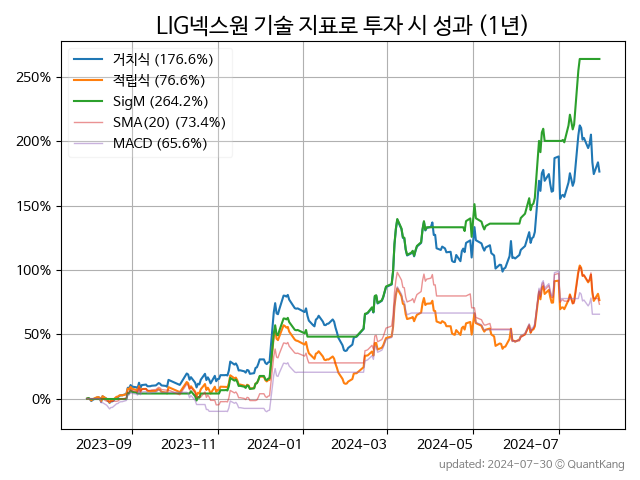 LIG넥스원 기술 지표로 투자 시 성과 (1년)
거치식 (176.6%)
적립식 (76.6%)
SigM (264.2%)
SMA(20) (73.4%)
MACD (65.6%)
250%
200%
150%
100%
50%
0%
2023-09 2023-11 2024-01 2024-03 2024-05 2024-07
updated: 2024-07-30 © QuantKang